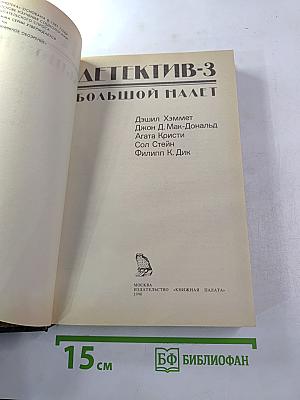 ДЕТЕКТИВ-3
БОЛЬШОЙ НАЛЕТ
Дэшил Хэммет
Джон Д. Мак-Дональд
Агата Кристи
Сол Стейн
Филипп К. Дик
МОСКВА
ИЗДАТЕЛЬСТВО «КНИЖНАЯ ПАЛАТА»
15 см
БФ БИБЛИОФАН